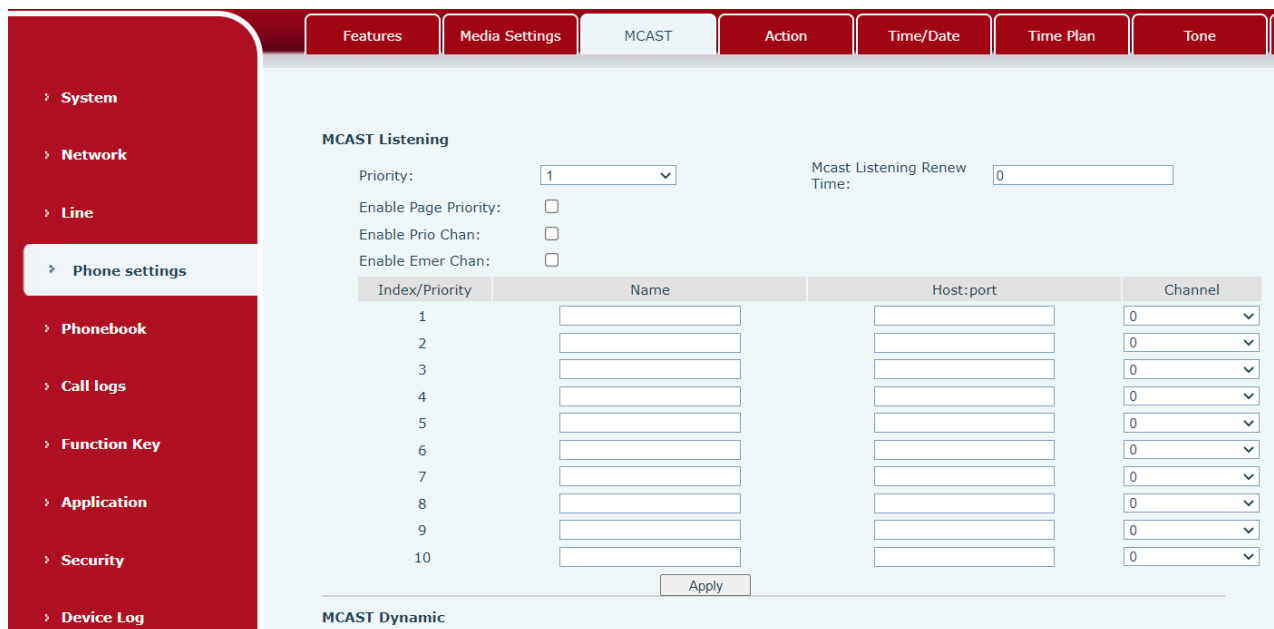 Features Media Settings MCAST Action Time/Date Time Plan Tone
System
Network
Line
Phone settings
Phonebook
Call logs
Function Key
Application
Security
Device Log
MCAST Listening
Priority: 1 Mcast Listening Renew Time: 0
Enable Page Priority:
Enable Prio Chan:
Enable Emer Chan:
Index/Priority Name Host:port Channel
1 0
2 0
3 0
4 0
5 0
6 0
7 0
8 0
9 0
10 0
Apply
MCAST Dynamic